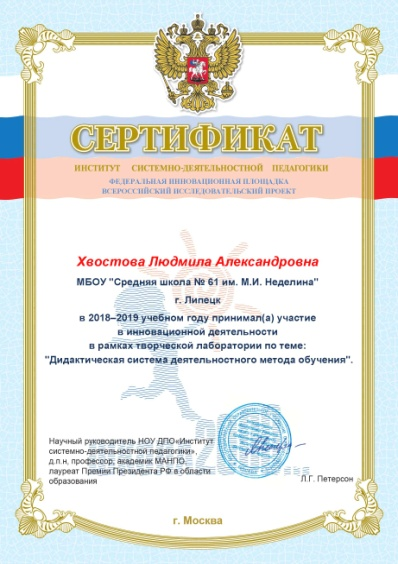 СЕРТИФИКАТ
ИНСТИТУТ СИСТЕМНО-ДЕЯТЕЛЬНОСТНОЙ ПЕДАГОГИКИ
ФЕДЕРАЛЬНАЯ ИННОВАЦИОННАЯ ПЛОЩАДКА
ВСЕРОССИЙСКИЙ ИССЛЕДОВАТЕЛЬСКИЙ ПРОЕКТ
Хвостова Людмила Александровна
МБОУ "Средняя школа № 61 им. М.И. Неделина"
г. Липецк
в 2018–2019 учебном году принимал(а) участие
в инновационной деятельности
в рамках творческой лаборатории по теме:
"Дидактическая система деятельностного метода обучения".
Научный руководитель НОУ ДПО«Институт
системно-деятельностной педагогики»,
д.п.н, профессор, академик МАНПО,
лауреат Премии Президента РФ в области
образования
Л.Г. Петерсон
г. Москва